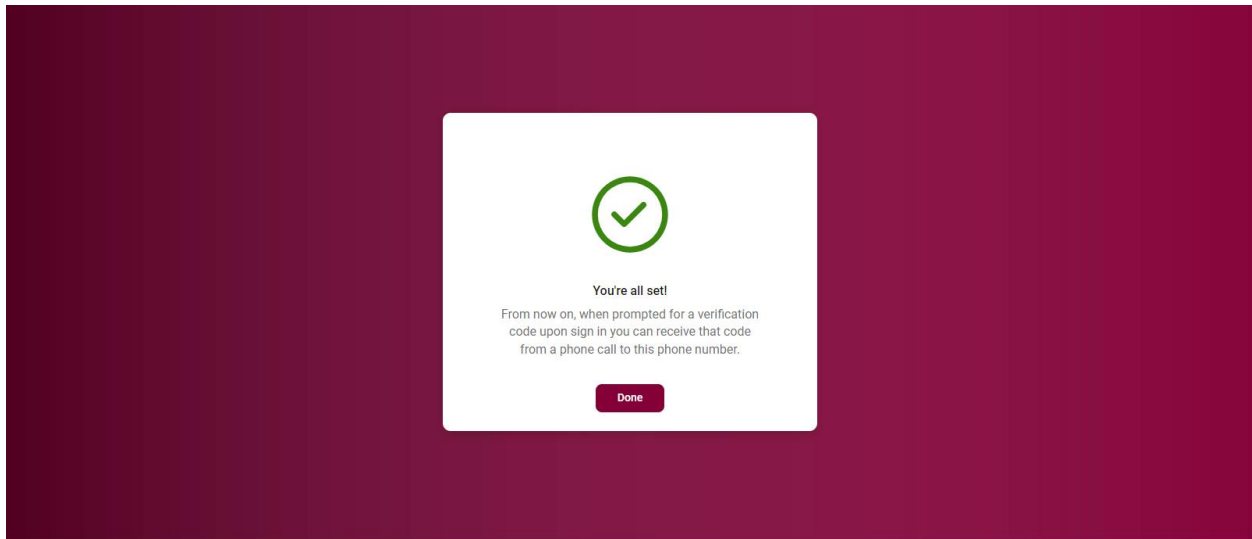 You're all set!
From now on, when prompted for a verification
code upon sign in you can receive that code
from a phone call to this phone number.
Done